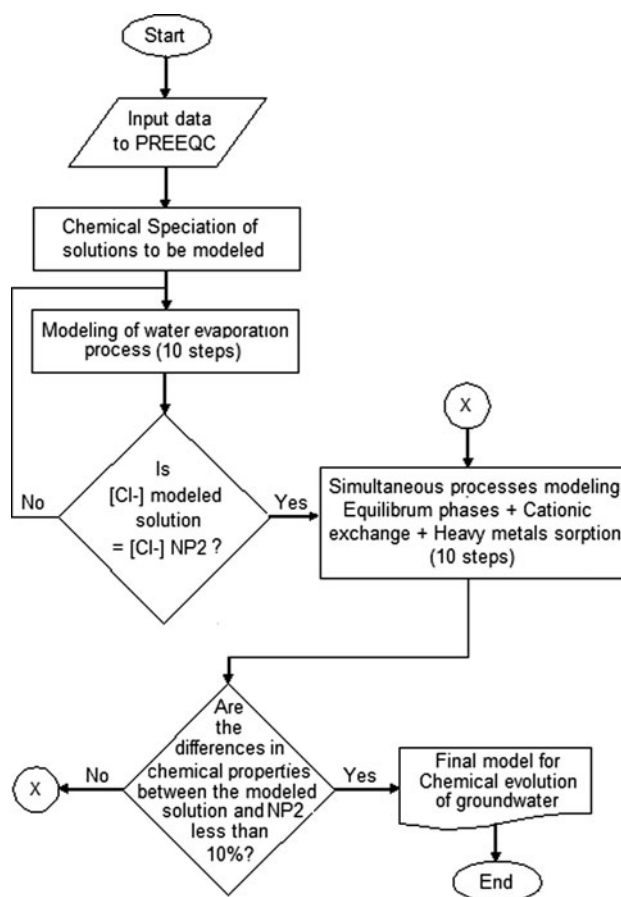 Start
Input data
to PREEQC
Chemical Speciation of
solutions to be modeled
Modeling of water evaporation
process (10 steps)
Is
[Cl-] modeled
solution
= [Cl-] NP2 ?
No
Yes
X
Simultaneous processes modeling
Equilibrum phases + Cationic
exchange + Heavy metals sorption
(10 steps)
Are
the
differences in
chemical properties
between the modeled
solution and NP2
less than
10%?
No
X
Yes
Final model for
Chemical evolution
of groundwater
End